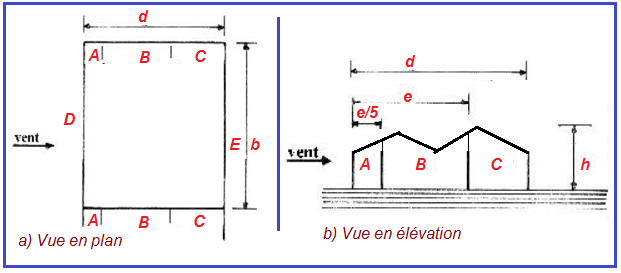 d
A B C
D
vent
E b
A B C
a) Vue en plan
d
e
e/5
vent
A B C
h
b) Vue en élévation